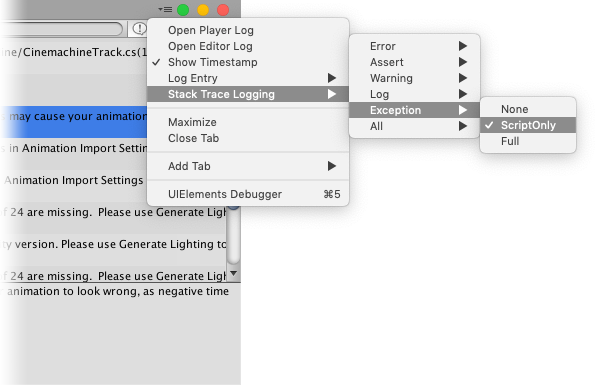 Open Player Log
Open Editor Log
✓ Show Timestamp
Log Entry
Stack Trace Logging
Maximize
Close Tab
Add Tab
UIElements Debugger ⌘5
Error
Assert
Warning
Log
Exception
All
None
✓ ScriptOnly
Full
ine/CinemachineTrack.cs(1
may cause your animation
s in Animation Import Settin
Animation Import Settings
f 24 are missing. Please use Generate Ligh
ty version. Please use Generate Lighting to
f 24 are missing. Please use Generate Ligh
animation to look wrong, as negative time